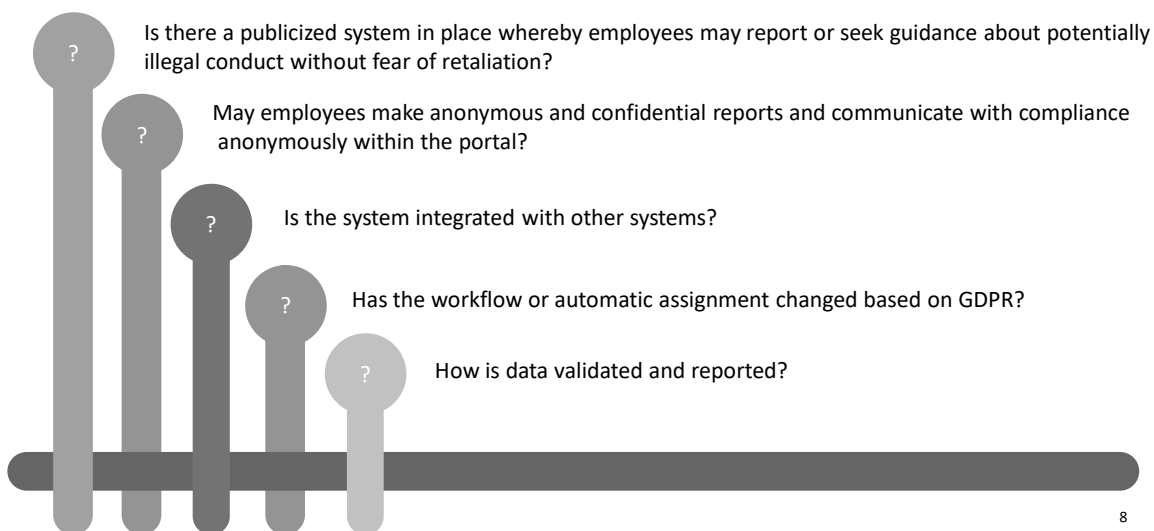 ?
Is there a publicized system in place whereby employees may report or seek guidance about potentially
illegal conduct without fear of retaliation?
?
May employees make anonymous and confidential reports and communicate with compliance
anonymously within the portal?
?
Is the system integrated with other systems?
?
Has the workflow or automatic assignment changed based on GDPR?
?
How is data validated and reported?
8